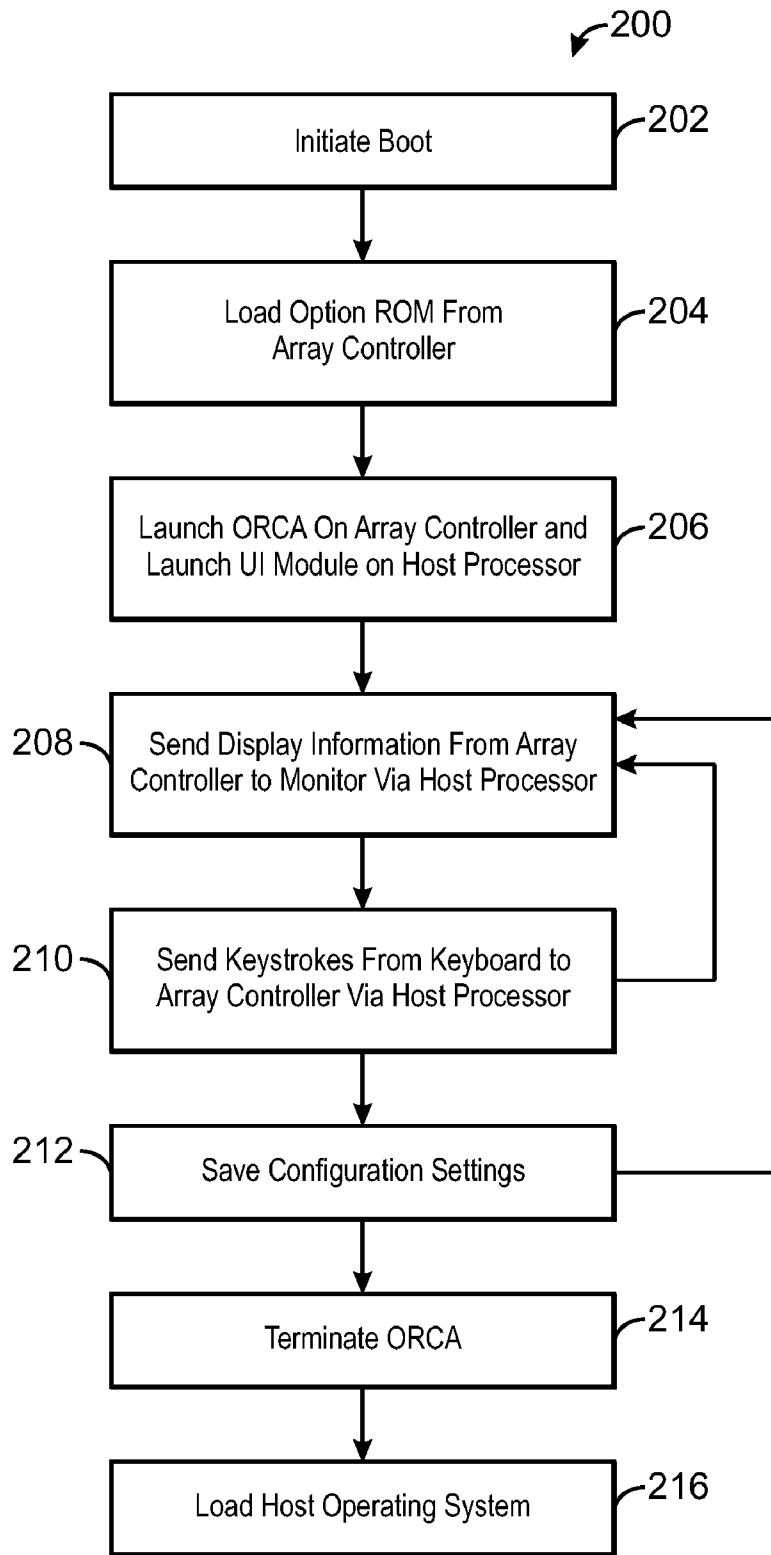 200
Initiate Boot
202
Load Option ROM From
Array Controller
204
Launch ORCA On Array Controller and
Launch UI Module on Host Processor
206
208
Send Display Information From Array
Controller to Monitor Via Host Processor
210
Send Keystrokes From Keyboard to
Array Controller Via Host Processor
212
Save Configuration Settings
Terminate ORCA
214
Load Host Operating System
216